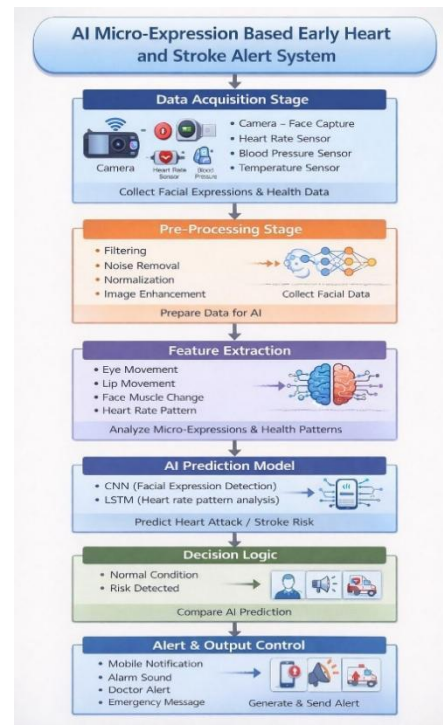 AI Micro-Expression Based Early Heart
and Stroke Alert System
Data Acquisition Stage
Camera
Heart Rate
Sensor
Blood
Pressure
• Camera – Face Capture
• Heart Rate Sensor
• Blood Pressure Sensor
• Temperature Sensor
Collect Facial Expressions & Health Data
Pre-Processing Stage
• Filtering
• Noise Removal
• Normalization
• Image Enhancement
Collect Facial Data
Prepare Data for AI
Feature Extraction
• Eye Movement
• Lip Movement
• Face Muscle Change
• Heart Rate Pattern
Analyze Micro-Expressions & Health Patterns
AI Prediction Model
• CNN (Facial Expression Detection)
• LSTM (Heart rate pattern analysis)
Predict Heart Attack / Stroke Risk
Decision Logic
• Normal Condition
• Risk Detected
Compare AI Prediction
Alert & Output Control
• Mobile Notification
• Alarm Sound
• Doctor Alert
• Emergency Message
Generate & Send Alert